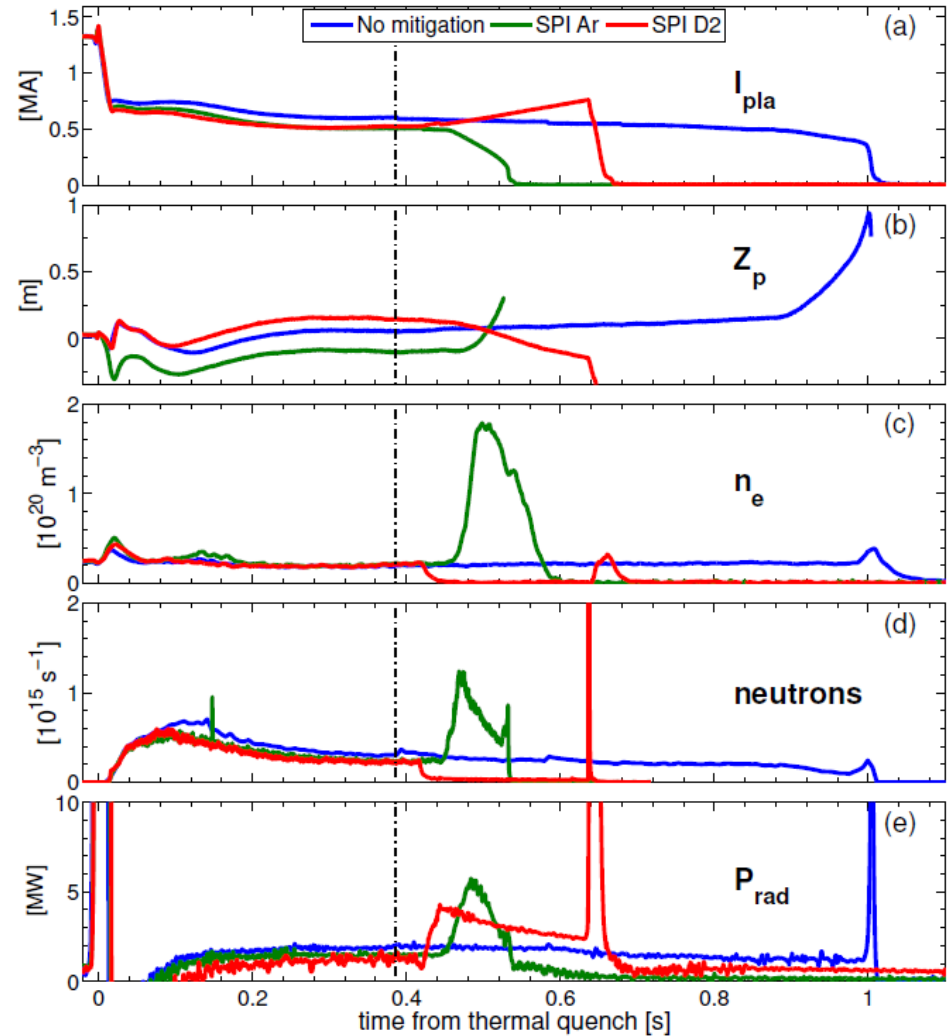 No mitigation SPI Ar SPI D2
(a)
1.5
1
0.5
0
[MA]
I_pla
(b)
1
0.5
0
[m]
Z_p
(c)
2
1
0
[10^20 m^−3]
n_e
(d)
2
1
0
[10^15 s^−1]
neutrons
(e)
10
5
0
[MW]
P_rad
0 0.2 0.4 0.6 0.8 1
time from thermal quench [s]